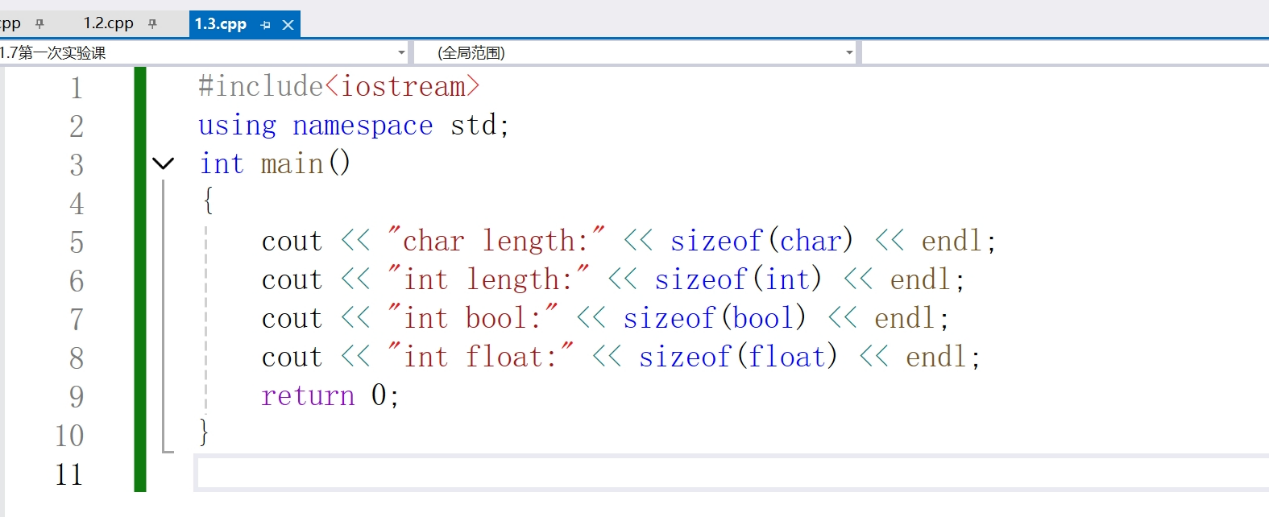 cpp 1.2.cpp 1.3.cpp
1.7第一次实验课 (全局范围)
1 #include<iostream>
2 using namespace std;
3 int main()
4 {
5 cout << "char length:" << sizeof(char) << endl;
6 cout << "int length:" << sizeof(int) << endl;
7 cout << "int bool:" << sizeof(bool) << endl;
8 cout << "int float:" << sizeof(float) << endl;
9 return 0;
10 }
11